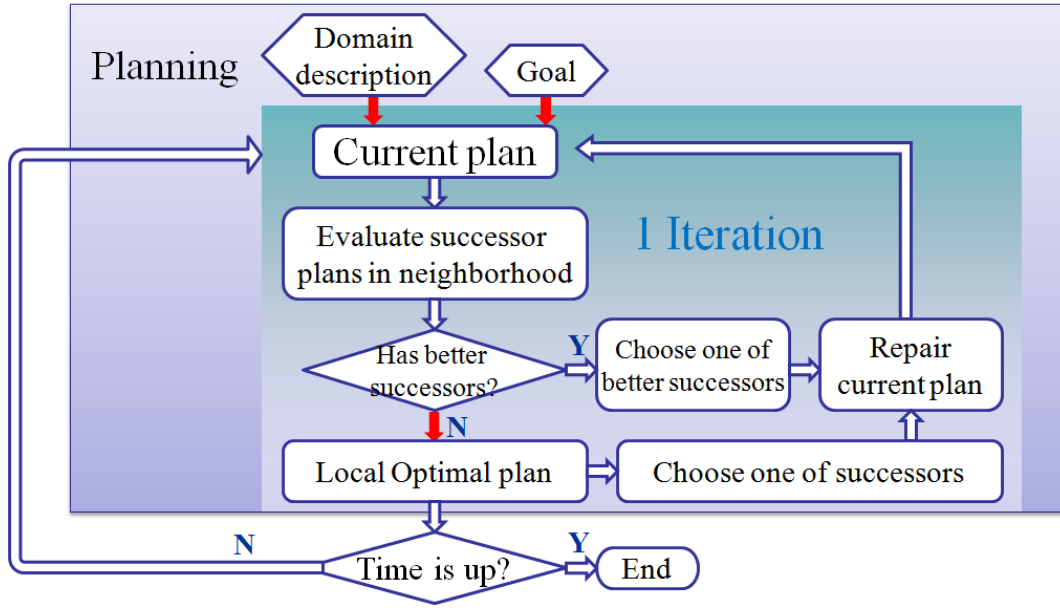 Planning
Domain
description
Goal
Current plan
1 Iteration
Evaluate successor
plans in neighborhood
Has better
successors?
Y
Choose one of
better successors
Repair
current plan
N
Local Optimal plan
Choose one of successors
N
Time is up?
Y
End